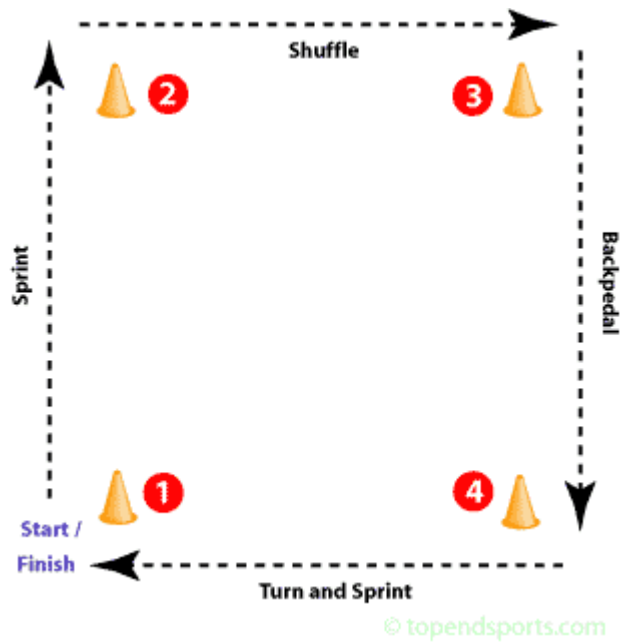 Shuffle
2
3
Sprint
Backpedal
1
4
Start /
Finish
Turn and Sprint
© topendsports.com